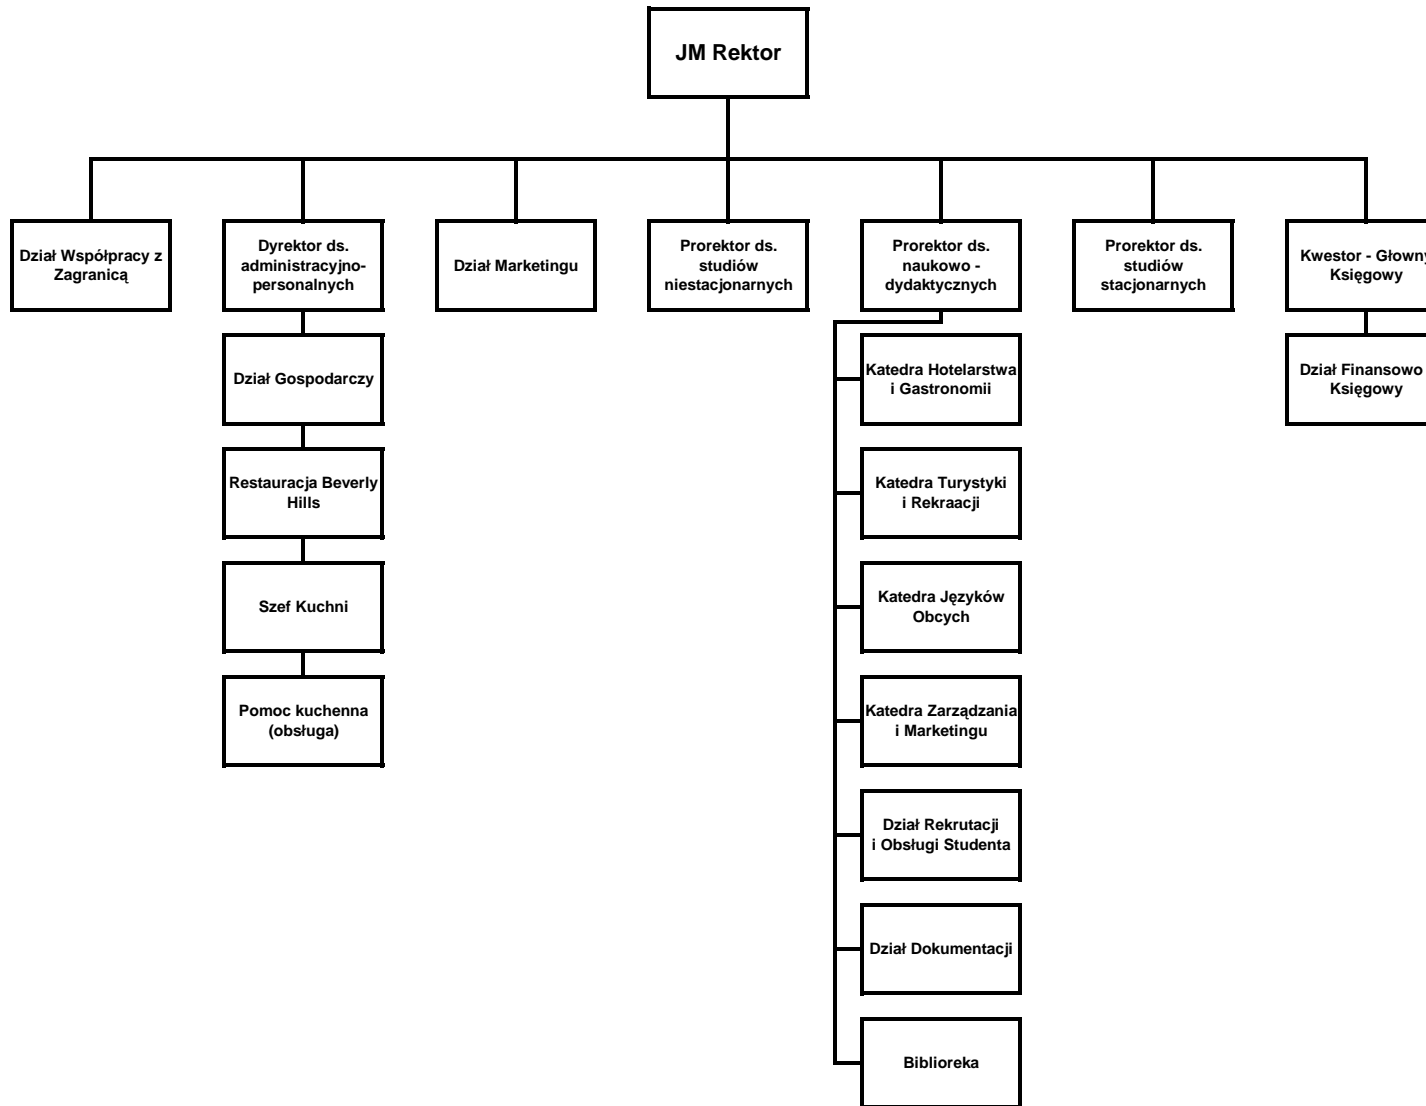 JM Rektor
Dział Współpracy z
Zagranicą
Dyrektor ds.
administracyjno-
personalnych
Dział Marketingu
Prorektor ds.
studiów
niestacjonarnych
Prorektor ds.
naukowo -
dydaktycznych
Prorektor ds.
studiów
stacjonarnych
Kwestor - Głowny
Księgowy
Dział Gospodarczy
Restauracja Beverly
Hills
Szef Kuchni
Pomoc kuchenna
(obsługa)
Katedra Hotelarstwa
i Gastronomii
Katedra Turystyki
i Rekraacji
Katedra Języków
Obcych
Katedra Zarządzania
i Marketingu
Dział Rekrutacji
i Obsługi Studenta
Dział Dokumentacji
Biblioreka
Dział Finansowo
Księgowy